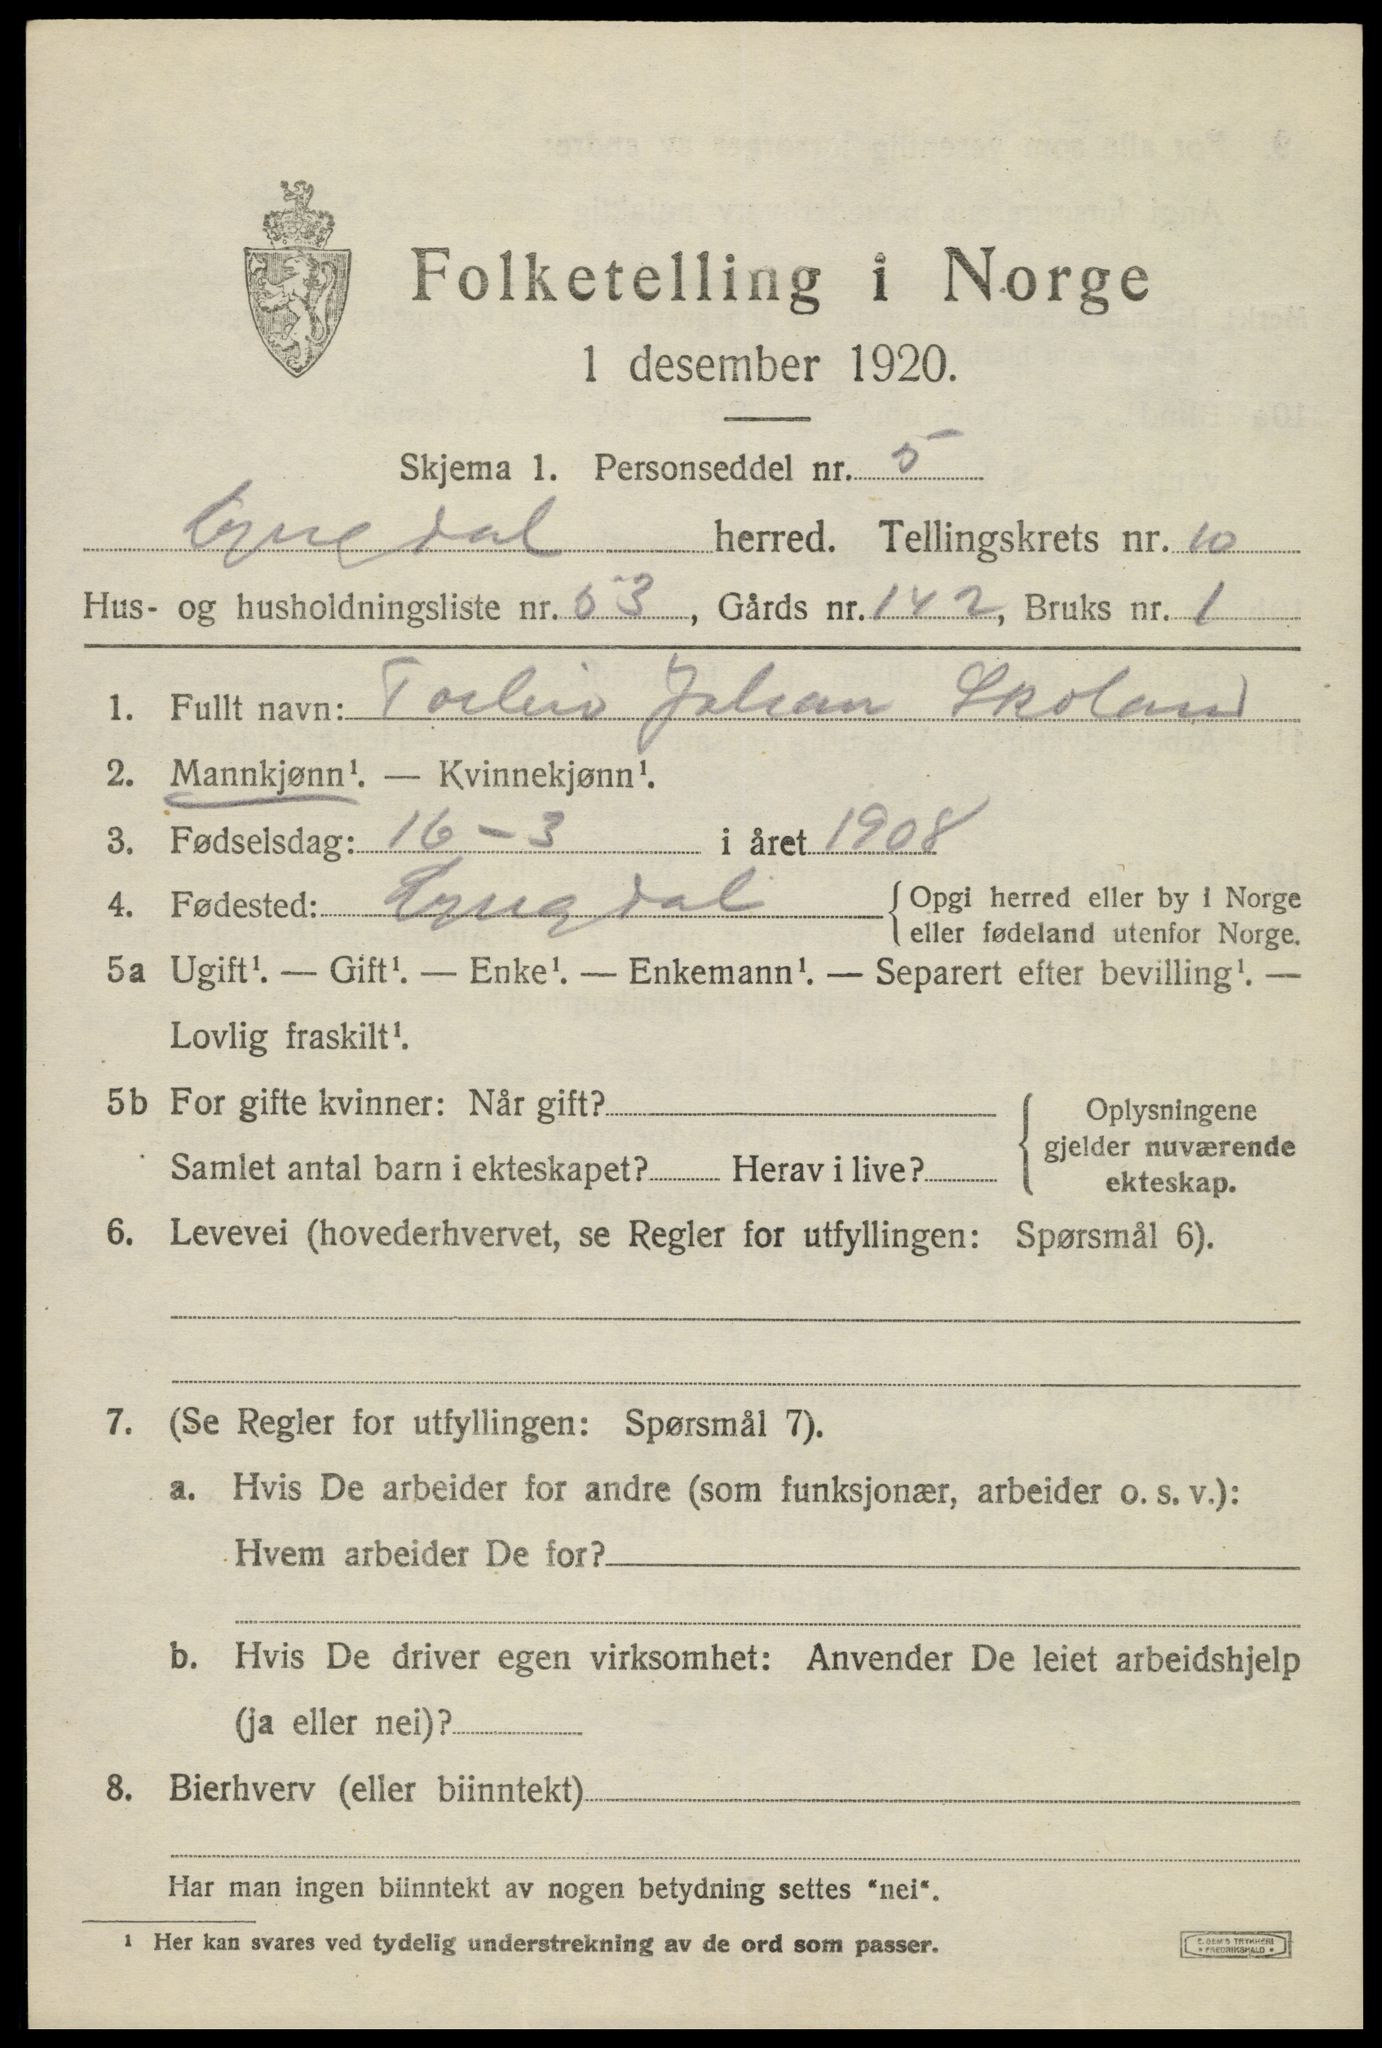 Folketelling i Norge
1 desember 1920.
Skjema 1. Personseddel nr. 5
Lyngdal herred. Tellingskrets nr. 10
Hus- og husholdningsliste nr. 53, Gårds nr. 142, Bruks nr. 1
1. Fullt navn: Torleiv Johan Skoland
2. Mannkjønn¹. — Kvinnekjønn¹.
3. Fødselsdag: 16-3 i året 1908
4. Fødested: Lyngdal { Opgi herred eller by i Norge
eller fødeland utenfor Norge.
5a Ugift¹. — Gift¹. — Enke¹. — Enkemann¹. — Separert efter bevilling¹. —
Lovlig fraskilt¹.
5b For gifte kvinner: Når gift? { Oplysningene
gjelder nuværende
Samlet antal barn i ekteskapet? Herav i live?
ekteskap.
6. Levevei (hovederhvervet, se Regler for utfyllingen: Spørsmål 6).
7. (Se Regler for utfyllingen: Spørsmål 7).
a. Hvis De arbeider for andre (som funksjonær, arbeider o. s. v.):
Hvem arbeider De for?
b. Hvis De driver egen virksomhet: Anvender De leiet arbeidshjelp
(ja eller nei)?
8. Bierhverv (eller biinntekt)
Har man ingen biinntekt av nogen betydning settes "nei".
¹ Her kan svares ved tydelig understrekning av de ord som passer.
E. SEM'S TRYKKERI
• FREDRIKSHALD •